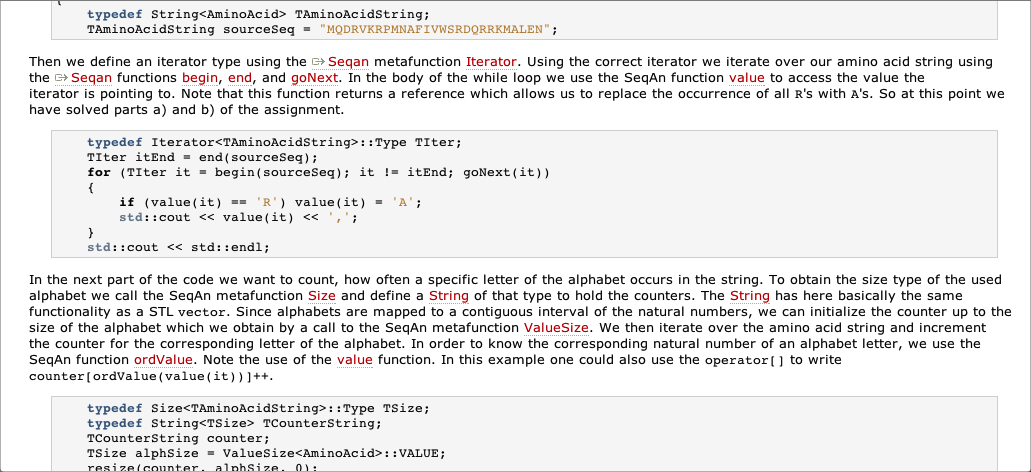 {
typedef String<AminoAcid> TAminoAcidString;
TAminoAcidString sourceSeq = "MQDRVKRPMNAFIVWSRDQRRKMALEN";
Then we define an iterator type using the Seqan metafunction Iterator. Using the correct iterator we iterate over our amino acid string using
the Seqan functions begin, end, and goNext. In the body of the while loop we use the SeqAn function value to access the value the
iterator is pointing to. Note that this function returns a reference which allows us to replace the occurrence of all R's with A's. So at this point we
have solved parts a) and b) of the assignment.
typedef Iterator<TAminoAcidString>::Type TIter;
TIter itEnd = end(sourceSeq);
for (TIter it = begin(sourceSeq); it != itEnd; goNext(it))
{
if (value(it) == 'R') value(it) = 'A';
std::cout << value(it) << ',';
}
std::cout << std::endl;
In the next part of the code we want to count, how often a specific letter of the alphabet occurs in the string. To obtain the size type of the used
alphabet we call the SeqAn metafunction Size and define a String of that type to hold the counters. The String has here basically the same
functionality as a STL vector. Since alphabets are mapped to a contiguous interval of the natural numbers, we can initialize the counter up to the
size of the alphabet which we obtain by a call to the SeqAn metafunction ValueSize. We then iterate over the amino acid string and increment
the counter for the corresponding letter of the alphabet. In order to know the corresponding natural number of an alphabet letter, we use the
SeqAn function ordValue. Note the use of the value function. In this example one could also use the operator[] to write
counter[ordValue(value(it))]++.
typedef Size<TAminoAcidString>::Type TSize;
typedef String<TSize> TCounterString;
TCounterString counter;
TSize alphSize = ValueSize<AminoAcid>::VALUE;
resize(counter, alphSize, 0);